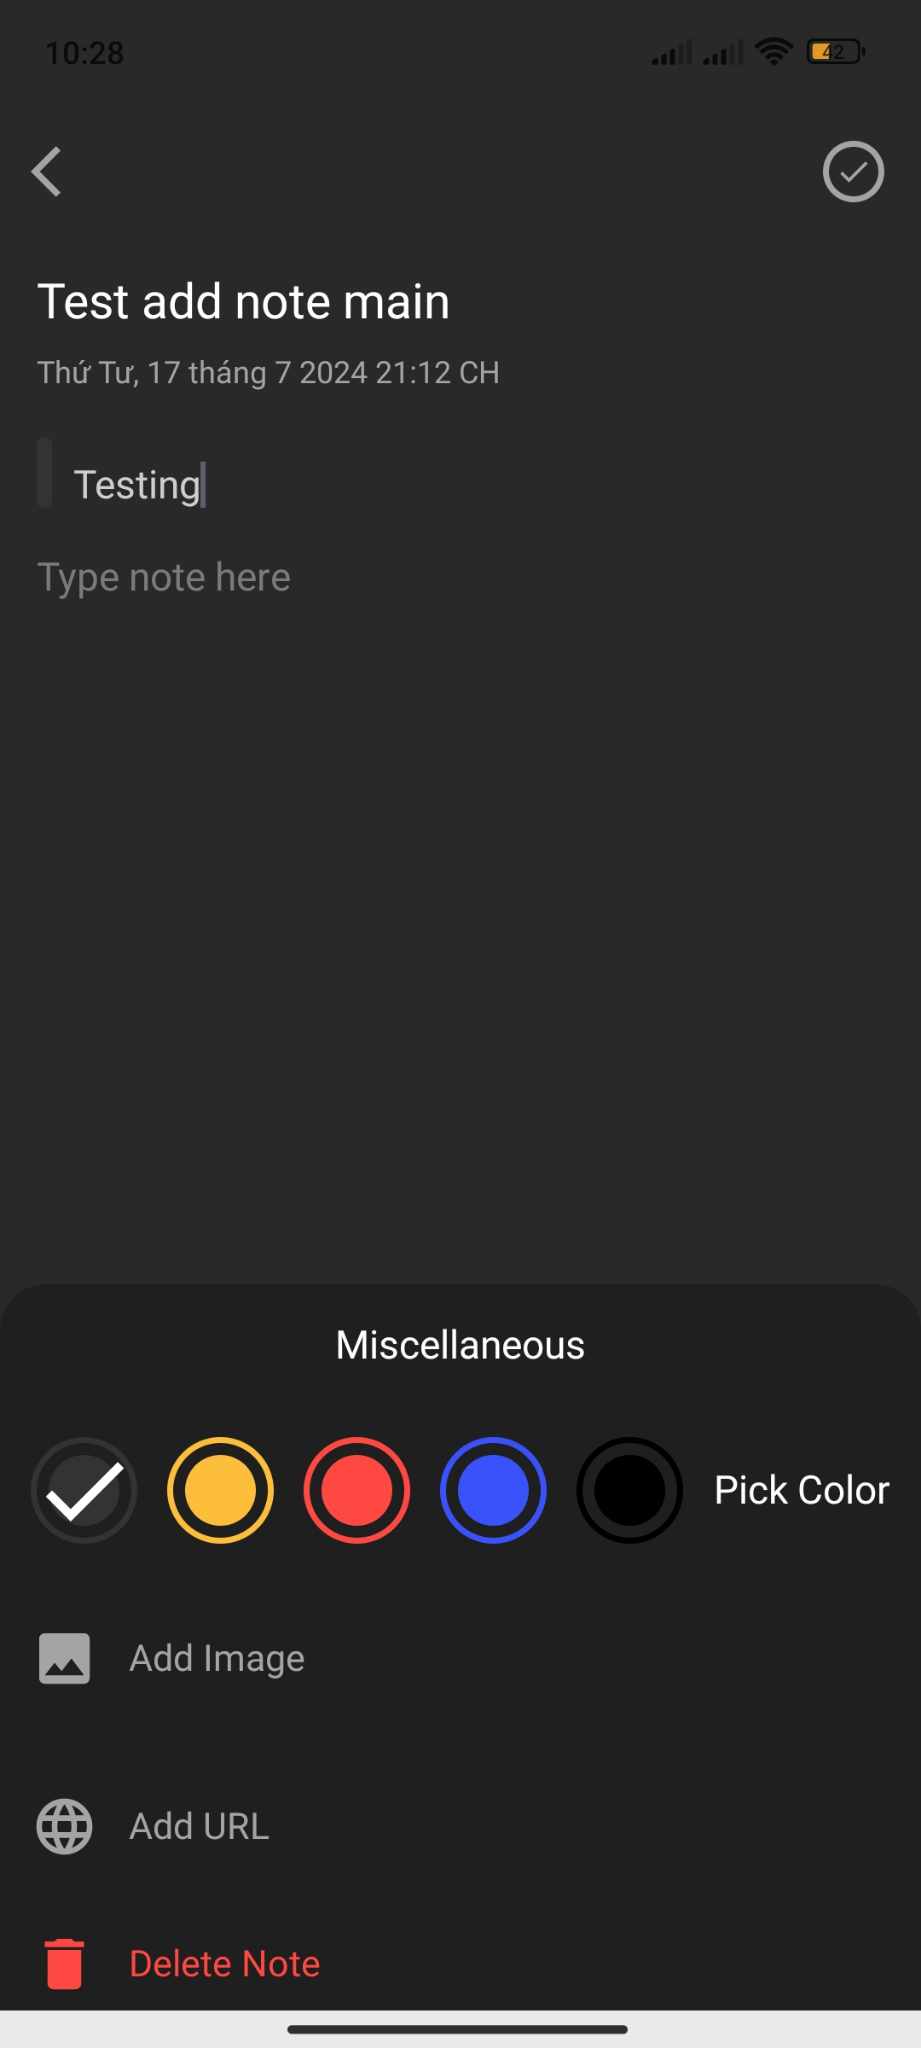 10:28
42
Test add note main
Thứ Tư, 17 tháng 7 2024 21:12 CH
Testing
Type note here
Miscellaneous
Pick Color
Add Image
Add URL
Delete Note